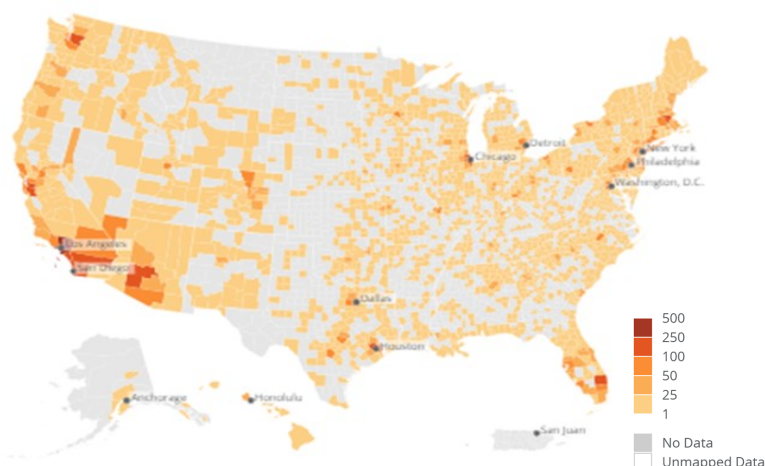 Detroit
Chicago
New York
Philadelphia
Washington, D.C.
Los Angeles
San Diego
Dallas
Houston
Anchorage
Honolulu
San Juan
500
250
100
50
25
1
No Data
Unmapped Data